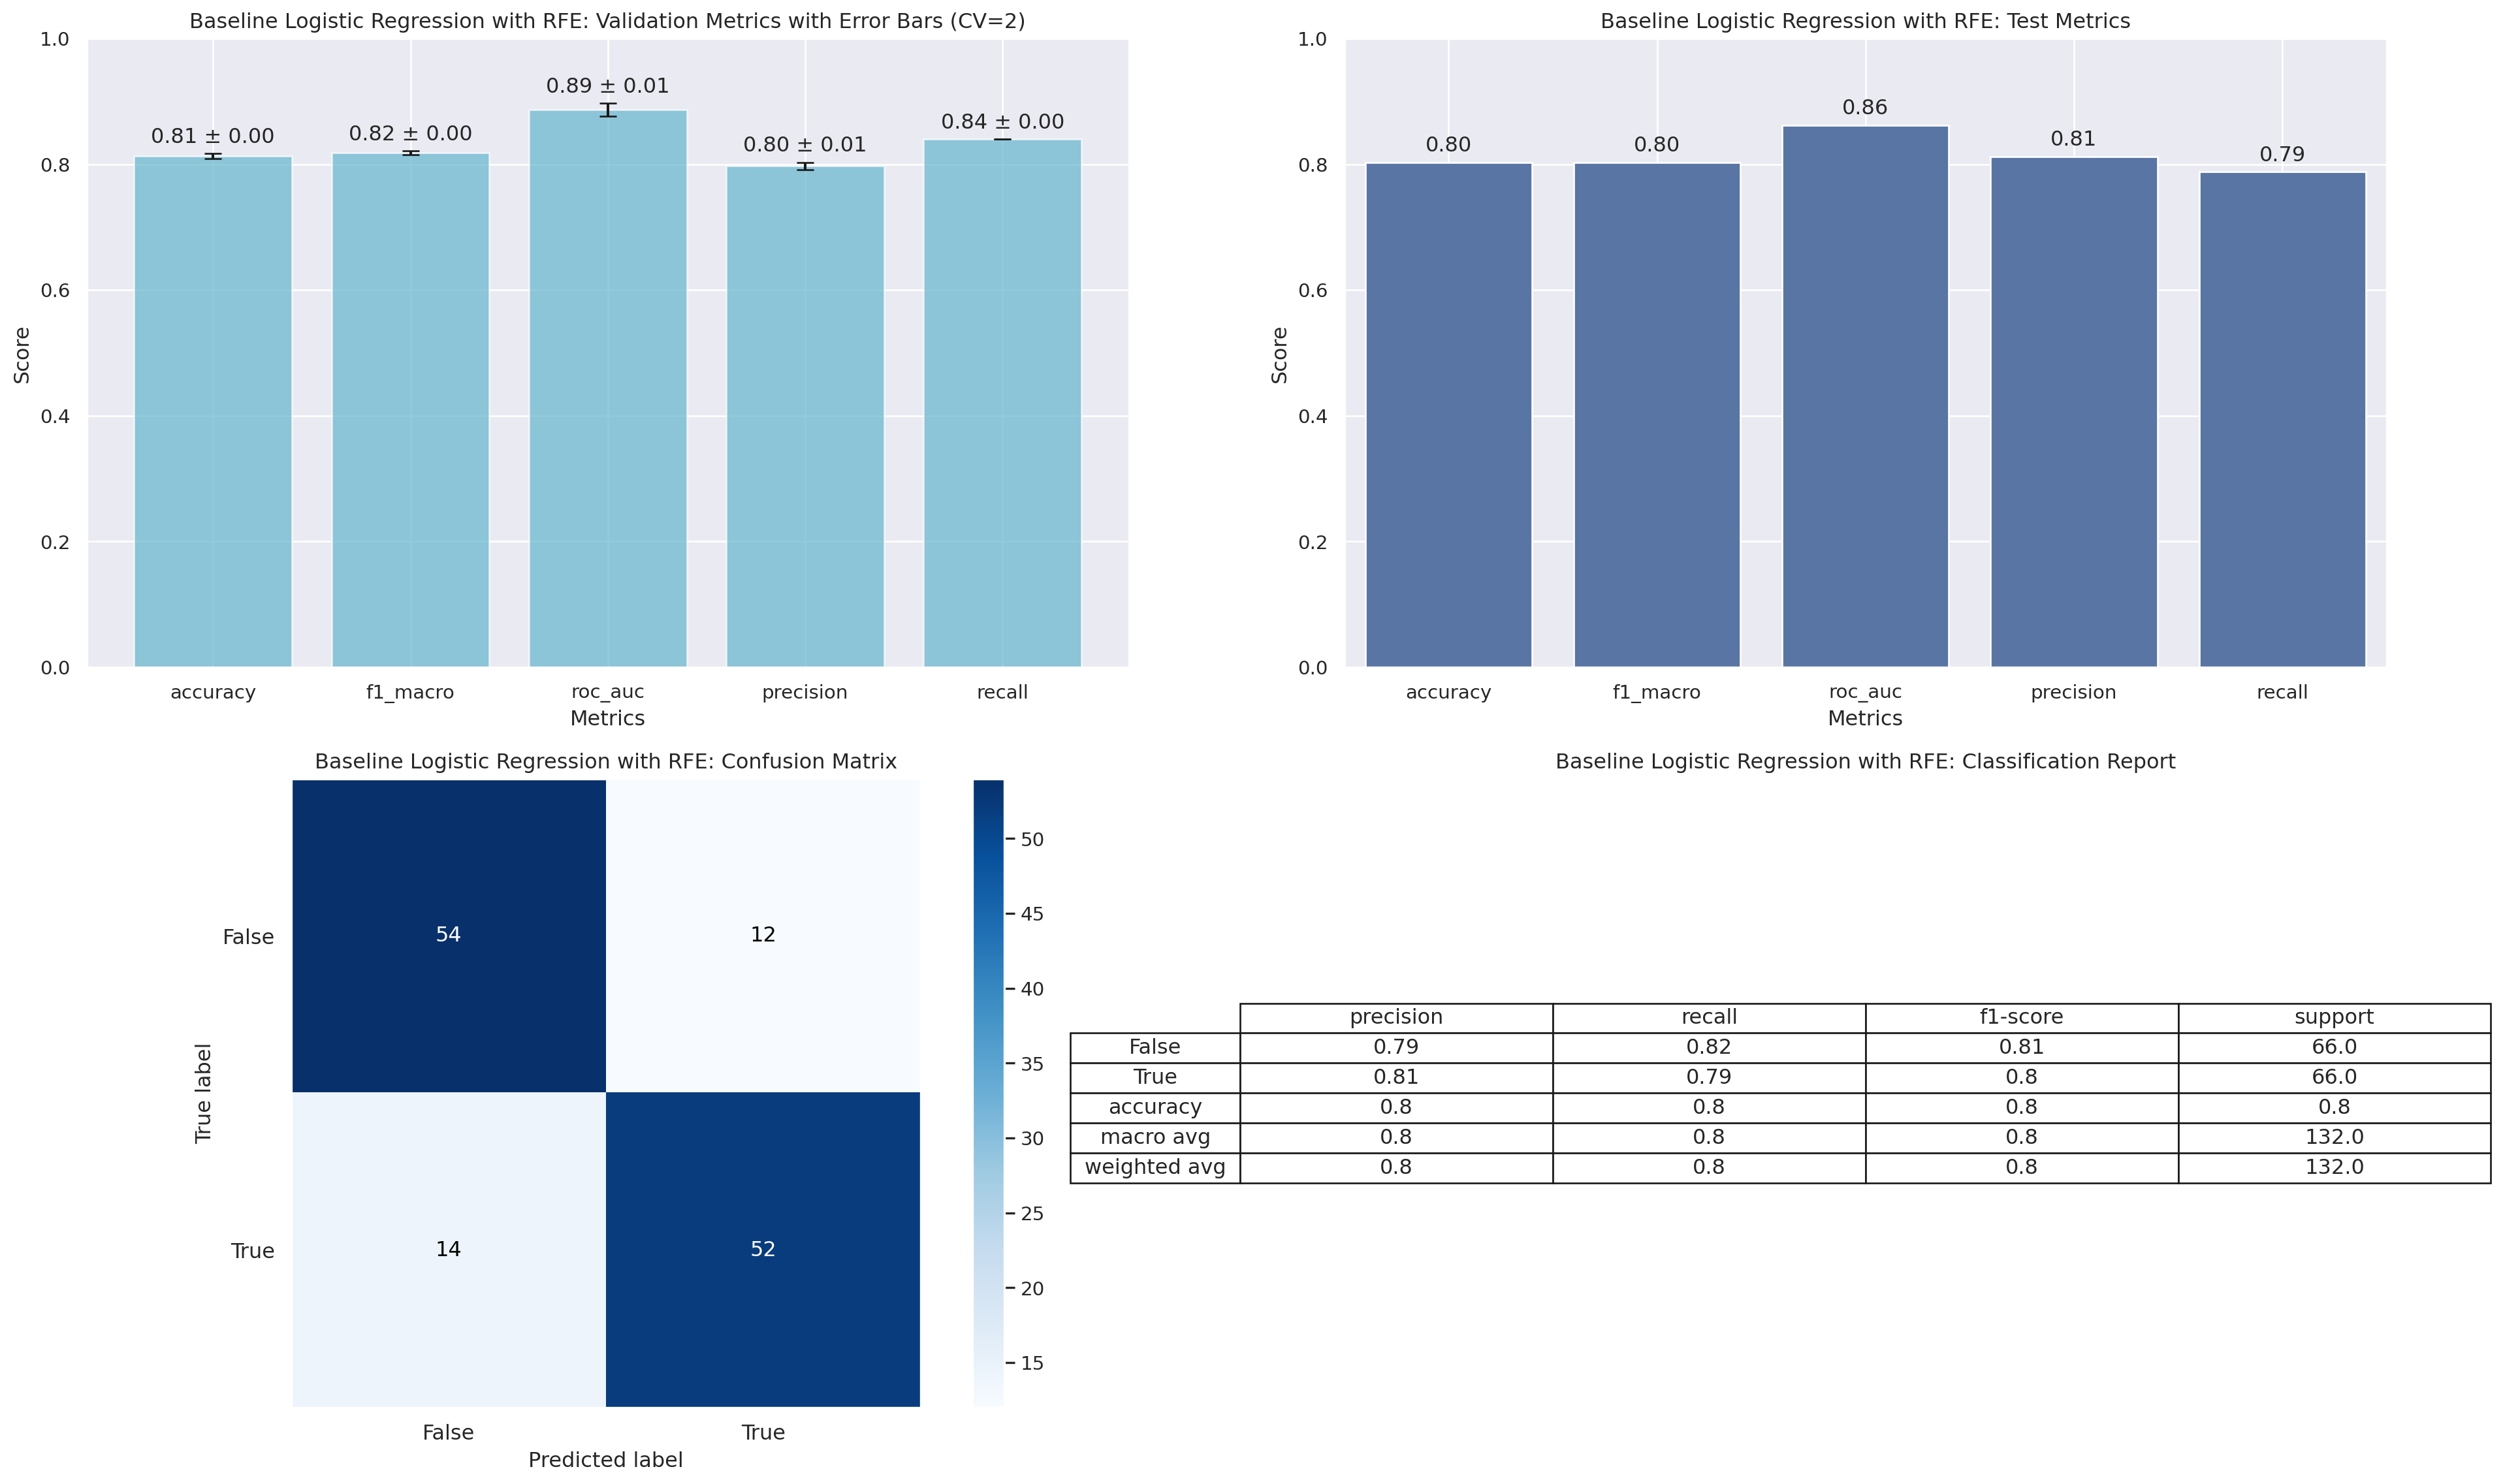 Baseline Logistic Regression with RFE: Validation Metrics with Error Bars (CV=2)
1.0
0.8
0.6
0.4
0.2
0.0
Score
0.81 ± 0.00
0.82 ± 0.00
0.89 ± 0.01
0.80 ± 0.01
0.84 ± 0.00
accuracy
f1_macro
roc_auc
precision
recall
Metrics
Baseline Logistic Regression with RFE: Test Metrics
1.0
0.8
0.6
0.4
0.2
0.0
Score
0.80
0.80
0.86
0.81
0.79
accuracy
f1_macro
roc_auc
precision
recall
Metrics
Baseline Logistic Regression with RFE: Confusion Matrix
True label
False
54
12
True
14
52
False
True
Predicted label
50
45
40
35
30
25
20
15
Baseline Logistic Regression with RFE: Classification Report
precision recall f1-score support
False 0.79 0.82 0.81 66.0
True 0.81 0.79 0.8 66.0
accuracy 0.8 0.8 0.8 0.8
macro avg 0.8 0.8 0.8 132.0
weighted avg 0.8 0.8 0.8 132.0